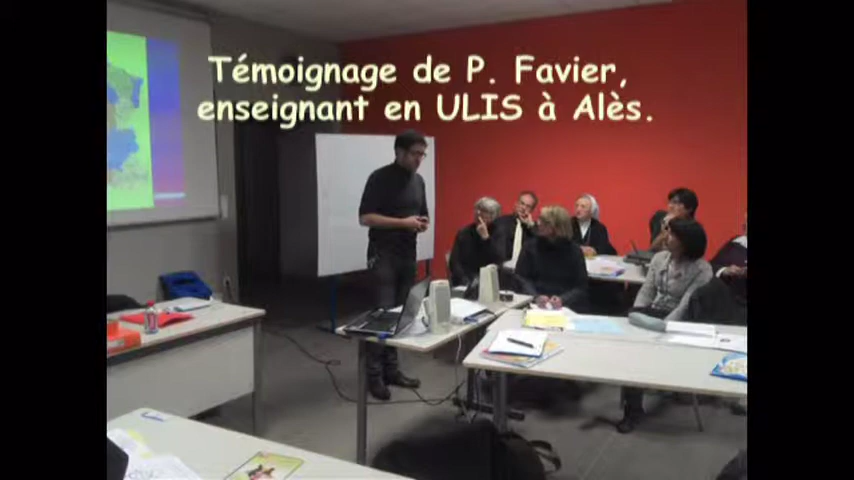 Témoignage de P. Favier,
enseignant en ULIS à Alès.